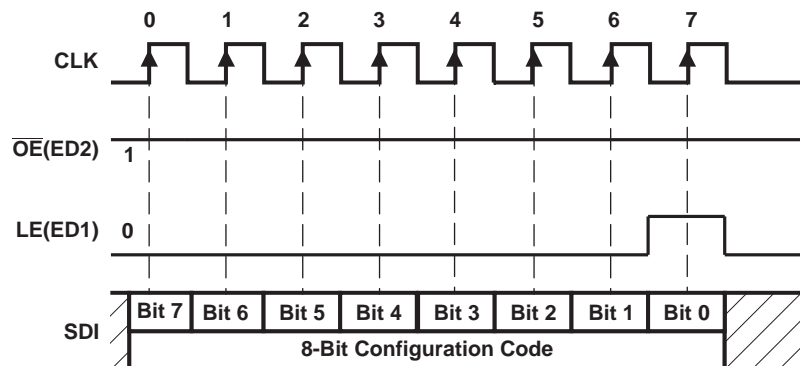 0 1 2 3 4 5 6 7
CLK
OE(ED2)
1
LE(ED1) 0
Bit 7 Bit 6 Bit 5 Bit 4 Bit 3 Bit 2 Bit 1 Bit 0
SDI
8-Bit Configuration Code